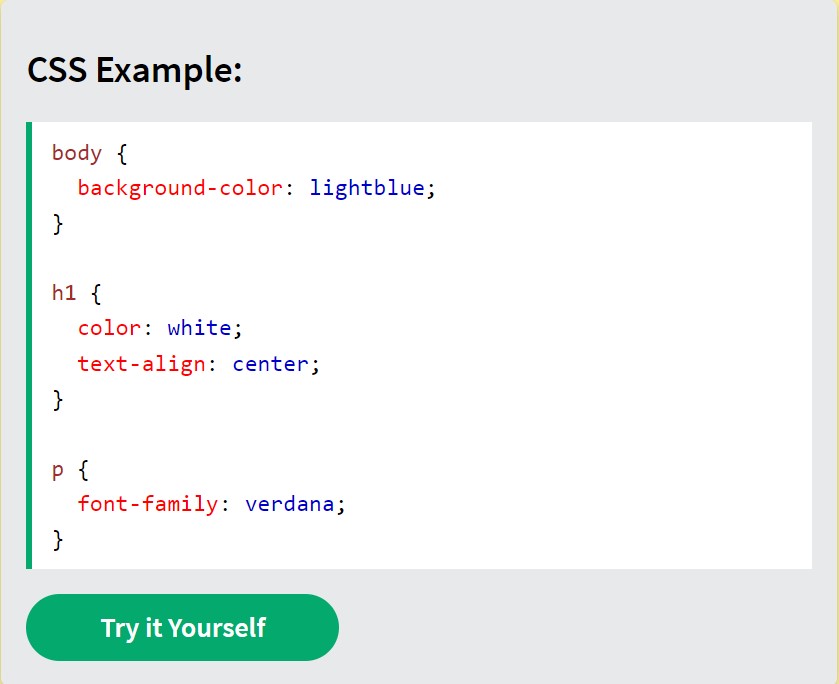 CSS Example:
body {
  background-color: lightblue;
}

h1 {
  color: white;
  text-align: center;
}

p {
  font-family: verdana;
}
Try it Yourself